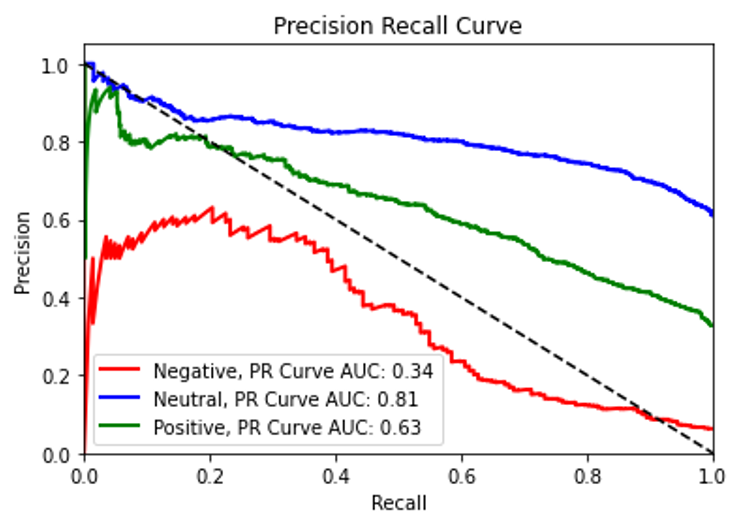 Precision Recall Curve
1.0
0.8
0.6
0.4
0.2
0.0
Precision
Negative, PR Curve AUC: 0.34
Neutral, PR Curve AUC: 0.81
Positive, PR Curve AUC: 0.63
0.0 0.2 0.4 0.6 0.8 1.0
Recall